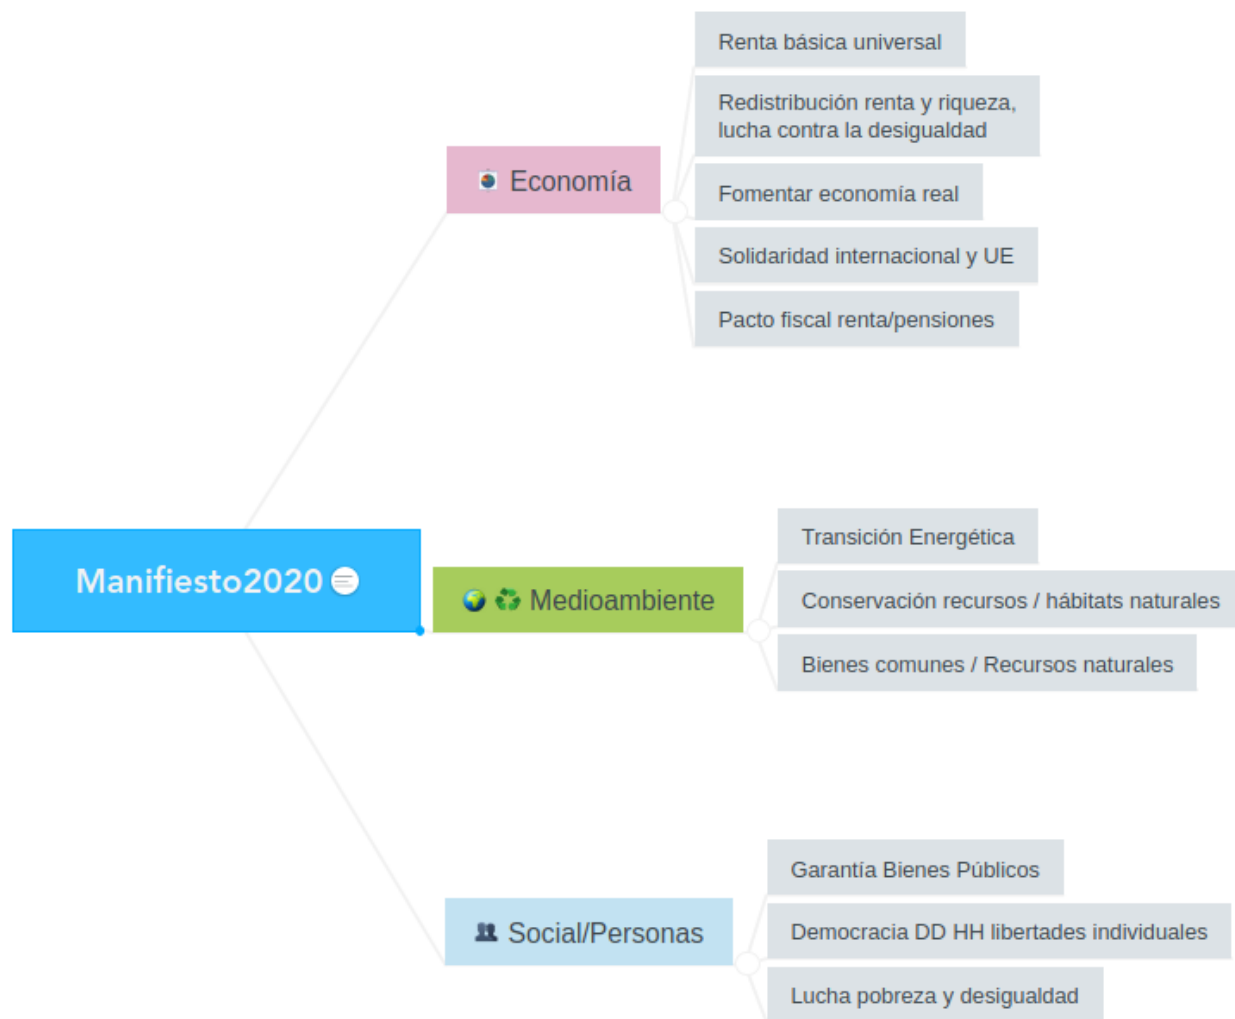 Renta básica universal
Redistribución renta y riqueza,
lucha contra la desigualdad
Economía
Fomentar economía real
Solidaridad internacional y UE
Pacto fiscal renta/pensiones
Manifiesto2020
Transición Energética
Medioambiente
Conservación recursos / hábitats naturales
Bienes comunes / Recursos naturales
Garantía Bienes Públicos
Social/Personas
Democracia DD HH libertades individuales
Lucha pobreza y desigualdad